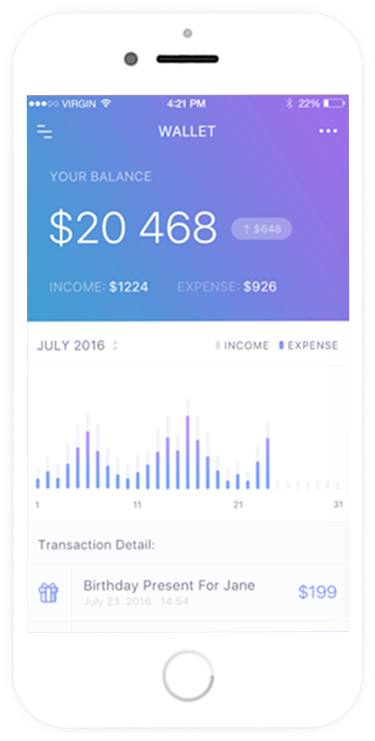 VIRGIN 4:21 PM 22%
WALLET
YOUR BALANCE
$20 468 ↑ $648
INCOME: $1224 EXPENSE: $926
JULY 2016 INCOME EXPENSE
1 11 21 31
Transaction Detail:
Birthday Present For Jane $199
July 23. 2016 14:54